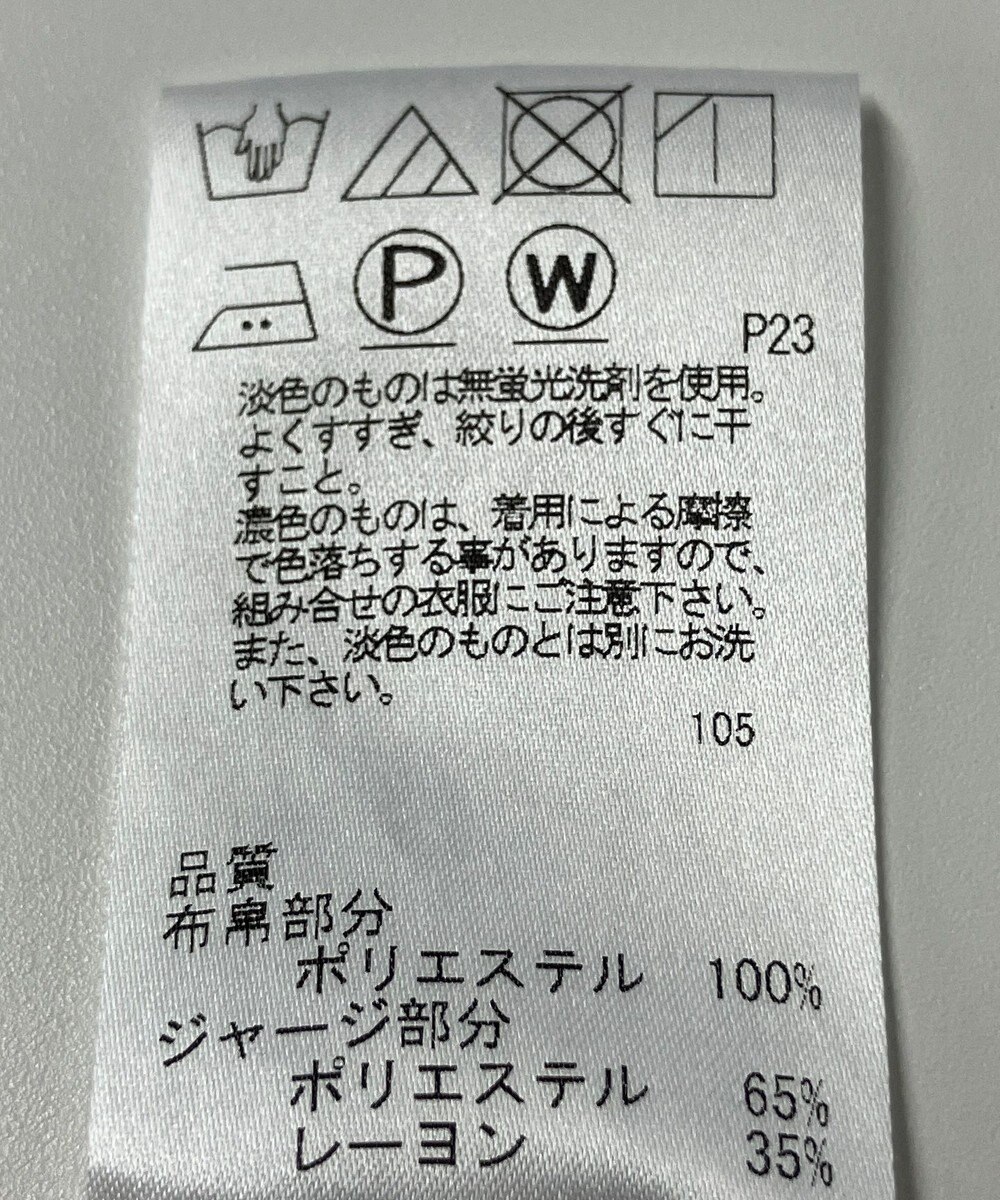 P W
P23
淡色のものは無蛍光洗剤を使用。
よくすすぎ、絞りの後すぐに干
すこと。
濃色のものは、着用による摩擦
で色落ちする事がありますので、
組み合せの衣服にご注意下さい。
また、淡色のものとは別にお洗
い下さい。
105
品質
布帛部分
ポリエステル 100%
ジャージ部分
ポリエステル 65%
レーヨン 35%